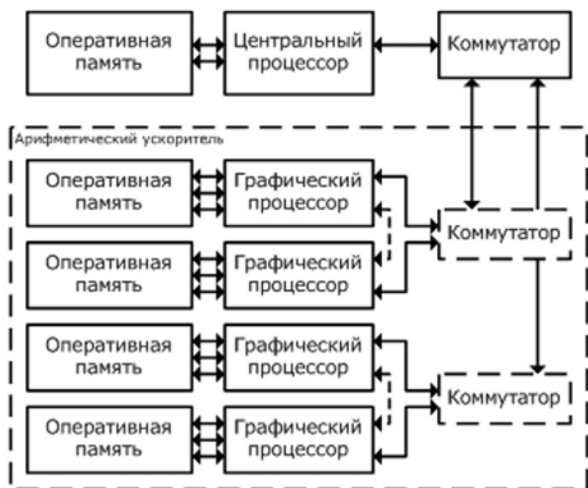 Оперативная
память
Центральный
процессор
Коммутатор
Арифметический ускоритель
Оперативная
память
Графический
процессор
Коммутатор
Оперативная
память
Графический
процессор
Оперативная
память
Графический
процессор
Коммутатор
Оперативная
память
Графический
процессор